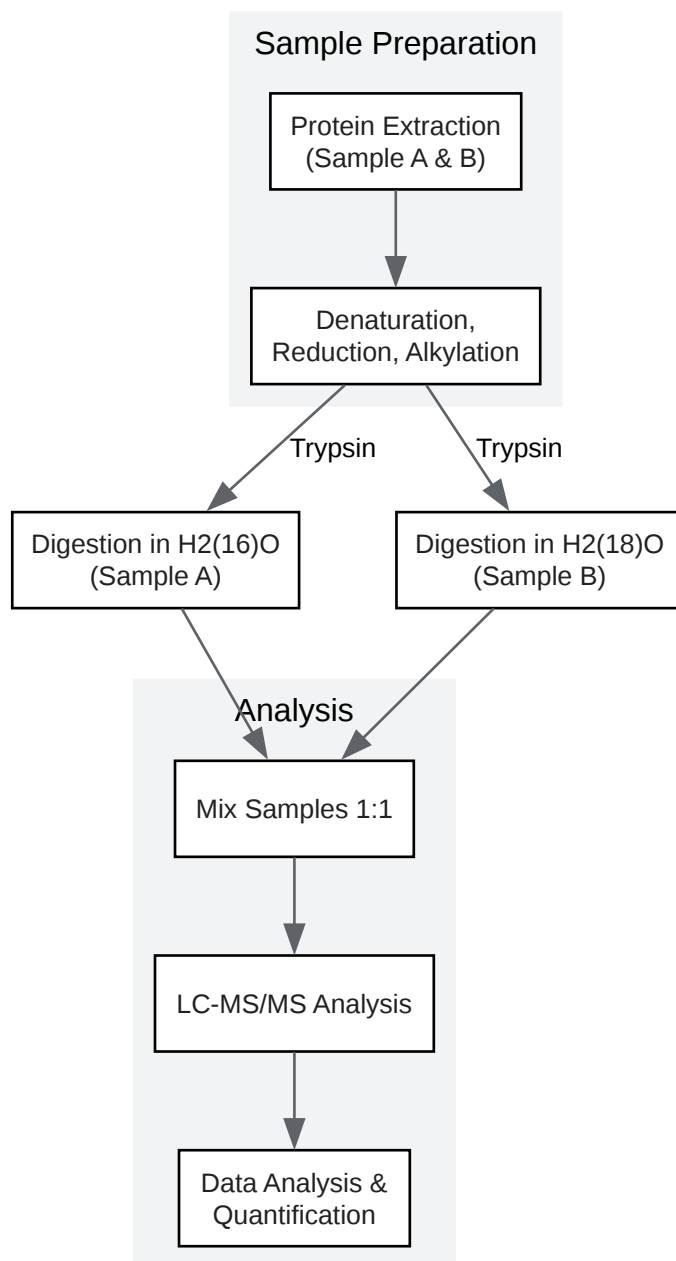 Sample Preparation
Protein Extraction
(Sample A & B)
Denaturation,
Reduction, Alkylation
Trypsin
Trypsin
Digestion in H2(16)O
(Sample A)
Digestion in H2(18)O
(Sample B)
Analysis
Mix Samples 1:1
LC-MS/MS Analysis
Data Analysis &
Quantification